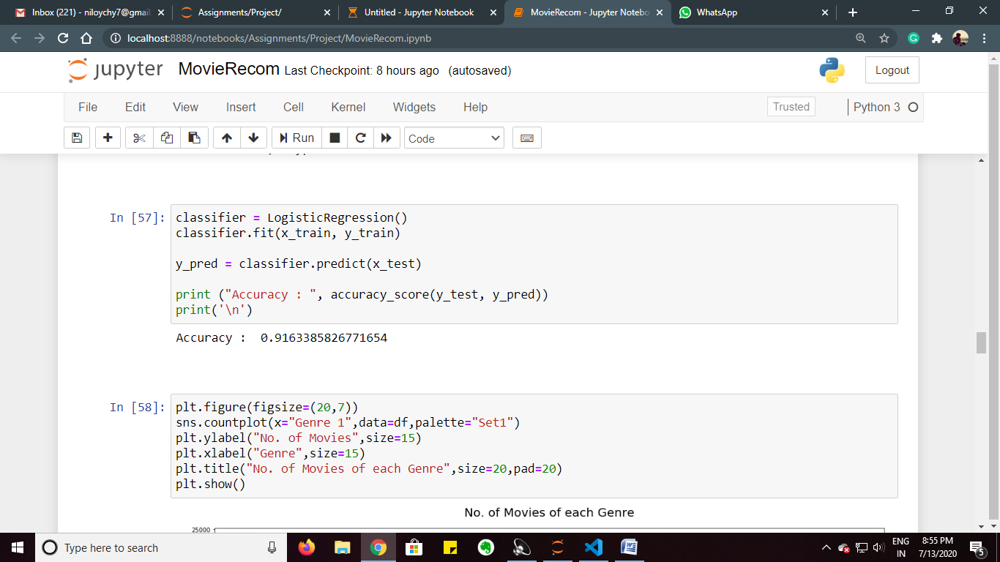 Inbox (221) - niloychy7@gmail
Assignments/Project/
Untitled - Jupyter Notebook
MovieRecom - Jupyter Notebo
WhatsApp
localhost:8888/notebooks/Assignments/Project/MovieRecom.ipynb
jupyter MovieRecom Last Checkpoint: 8 hours ago (autosaved)
Logout
File Edit View Insert Cell Kernel Widgets Help
Trusted
Python 3
Run
Code
In [57]:
classifier = LogisticRegression()
classifier.fit(x_train, y_train)
y_pred = classifier.predict(x_test)
print ("Accuracy : ", accuracy_score(y_test, y_pred))
print('\n')
Accuracy :  0.9163385826771654
In [58]:
plt.figure(figsize=(20,7))
sns.countplot(x="Genre 1",data=df,palette="Set1")
plt.ylabel("No. of Movies",size=15)
plt.xlabel("Genre",size=15)
plt.title("No. of Movies of each Genre",size=20,pad=20)
plt.show()
No. of Movies of each Genre
25000
Type here to search
ENG
IN
8:55 PM
7/13/2020
5